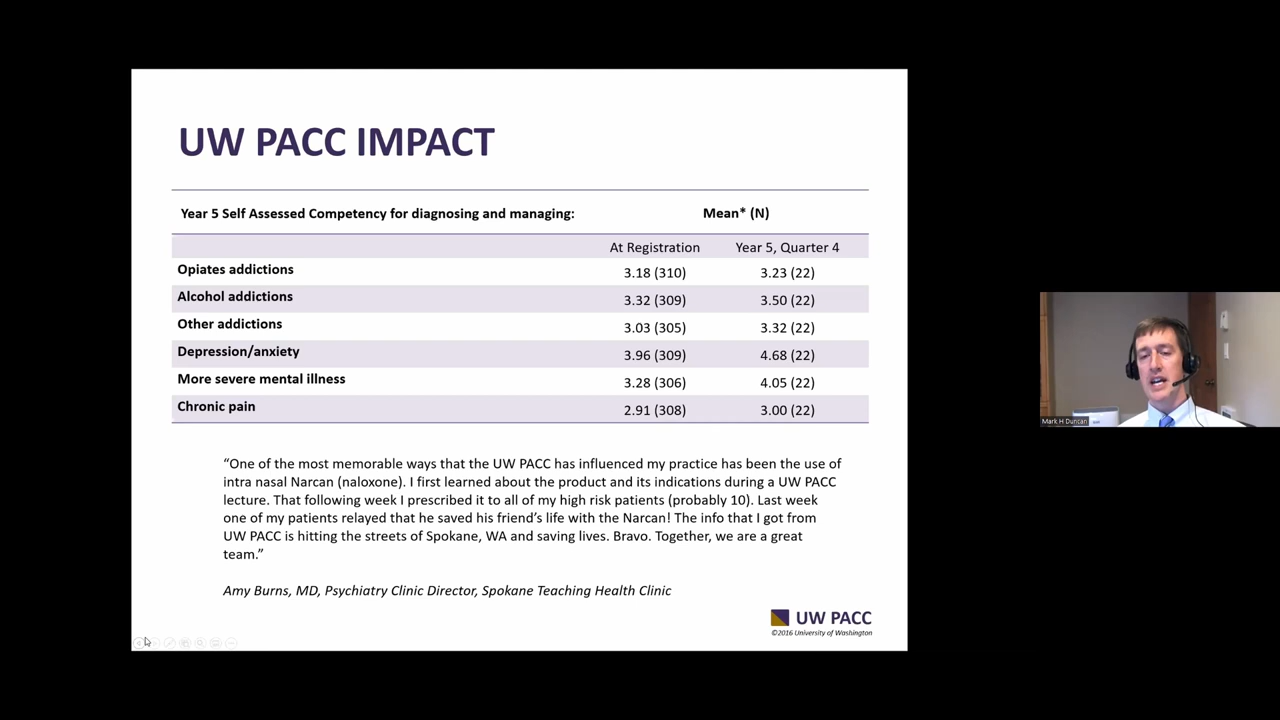 UW PACC IMPACT
Year 5 Self Assessed Competency for diagnosing and managing: Mean* (N)
At Registration Year 5, Quarter 4
Opiates addictions 3.18 (310) 3.23 (22)
Alcohol addictions 3.32 (309) 3.50 (22)
Other addictions 3.03 (305) 3.32 (22)
Depression/anxiety 3.96 (309) 4.68 (22)
More severe mental illness 3.28 (306) 4.05 (22)
Chronic pain 2.91 (308) 3.00 (22)
“One of the most memorable ways that the UW PACC has influenced my practice has been the use of
intra nasal Narcan (naloxone). I first learned about the product and its indications during a UW PACC
lecture. That following week I prescribed it to all of my high risk patients (probably 10). Last week
one of my patients relayed that he saved his friend’s life with the Narcan! The info that I got from
UW PACC is hitting the streets of Spokane, WA and saving lives. Bravo. Together, we are a great
team.”
Amy Burns, MD, Psychiatry Clinic Director, Spokane Teaching Health Clinic
UW PACC
©2016 University of Washington
Mark H Duncan